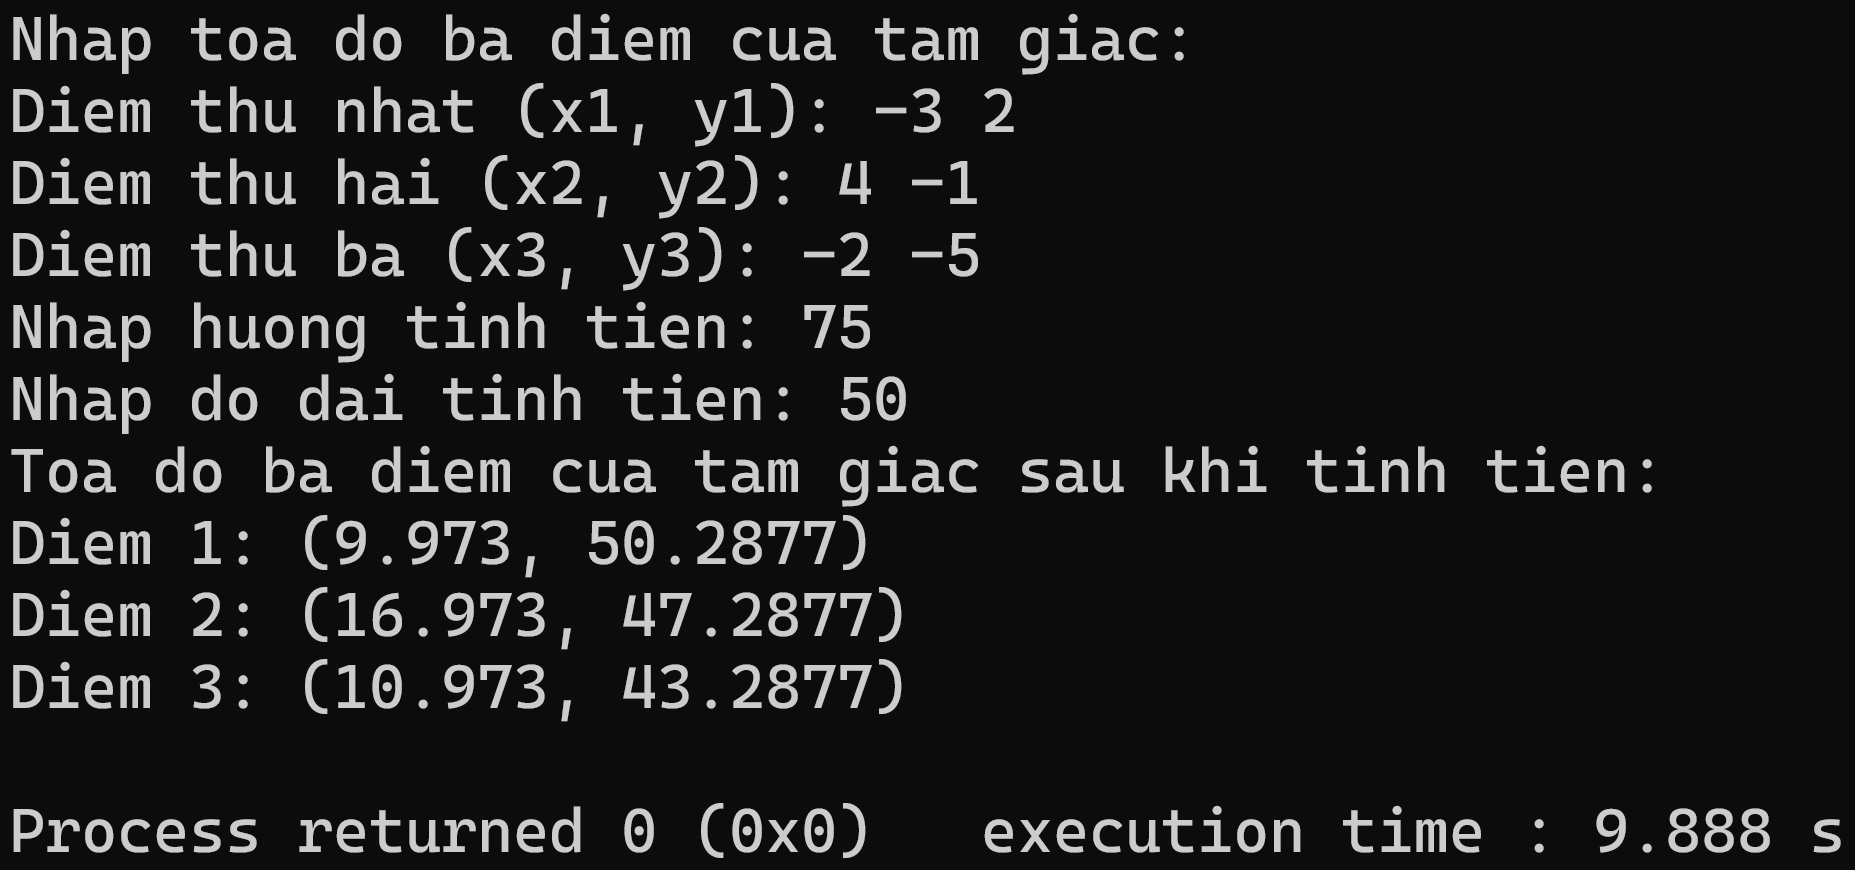 Nhap toa do ba diem cua tam giac:
Diem thu nhat (x1, y1): -3 2
Diem thu hai (x2, y2): 4 -1
Diem thu ba (x3, y3): -2 -5
Nhap huong tinh tien: 75
Nhap do dai tinh tien: 50
Toa do ba diem cua tam giac sau khi tinh tien:
Diem 1: (9.973, 50.2877)
Diem 2: (16.973, 47.2877)
Diem 3: (10.973, 43.2877)
Process returned 0 (0x0)   execution time : 9.888 s